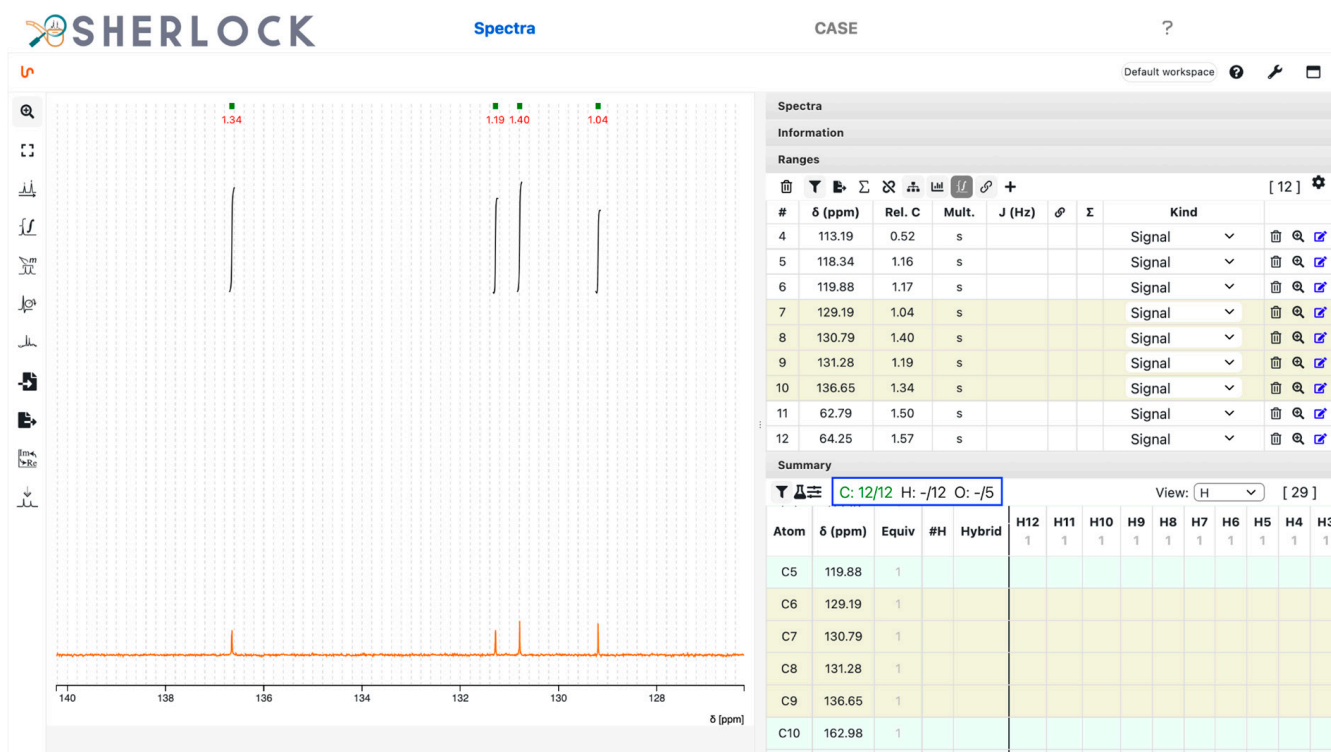 SHERLOCK Spectra CASE ?
Default workspace
1.34 1.19 1.40 1.04
Spectra
Information
Ranges
[ 12 ]
# δ (ppm) Rel. C Mult. J (Hz) Σ Kind
4 113.19 0.52 s Signal
5 118.34 1.16 s Signal
6 119.88 1.17 s Signal
7 129.19 1.04 s Signal
8 130.79 1.40 s Signal
9 131.28 1.19 s Signal
10 136.65 1.34 s Signal
11 62.79 1.50 s Signal
12 64.25 1.57 s Signal
Summary
C: 12/12 H: -/12 O: -/5 View: H [ 29 ]
Atom δ (ppm) Equiv #H Hybrid H12 H11 H10 H9 H8 H7 H6 H5 H4 H3
1 1 1 1 1 1 1 1 1 1
C5 119.88 1
C6 129.19 1
C7 130.79 1
C8 131.28 1
C9 136.65 1
C10 162.98 1
140 138 136 134 132 130 128
δ [ppm]